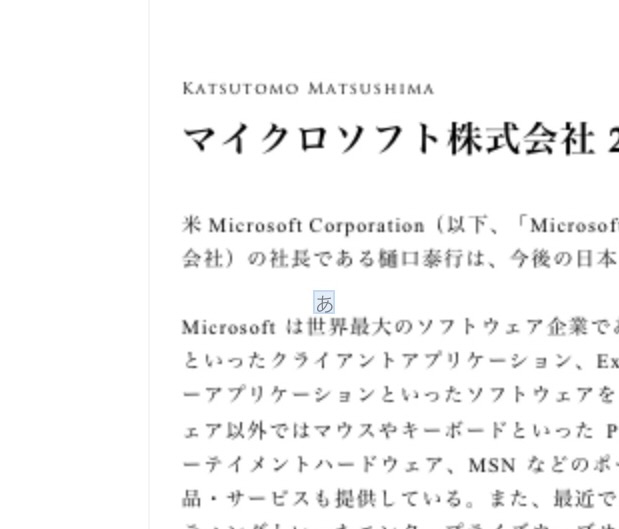 KATSUTOMO MATSUSHIMA
マイクロソフト株式会社 2
米 Microsoft Corporation（以下、「Microsoft
会社）の社長である樋口泰行は、今後の日本
あ
Microsoft は世界最大のソフトウェア企業であ
といったクライアントアプリケーション、Ex
ーアプリケーションといったソフトウェアを
ェア以外ではマウスやキーボードといった P
ーテイメントハードウェア、MSN などのポー
品・サービスも提供している。また、最近で